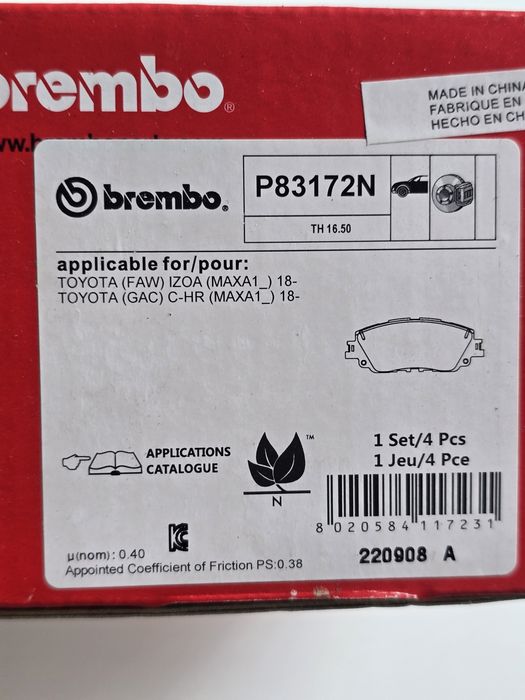 brembo®
MADE IN CHINA
FABRIQUE EN
HECHO EN CH
brembo®
P83172N
TH 16.50
applicable for/pour:
TOYOTA (FAW) IZOA (MAXA1_) 18-
TOYOTA (GAC) C-HR (MAXA1_) 18-
APPLICATIONS
CATALOGUE
TM
N
1 Set/4 Pcs
1 Jeu/4 Pce
8 020584 117231
µ(nom) : 0.40
Appointed Coefficient of Friction PS:0.38
220908 A